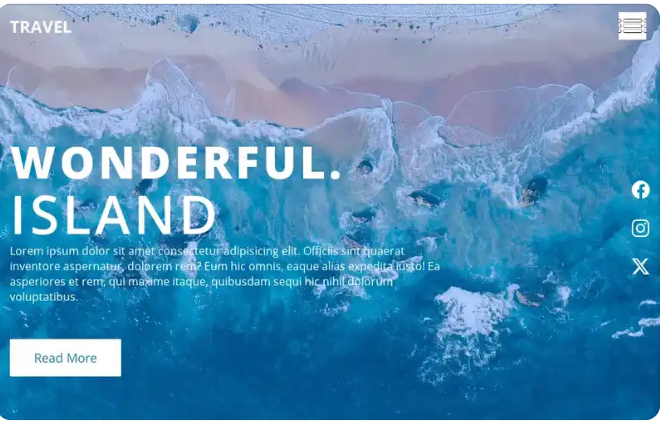 TRAVEL
WONDERFUL.
ISLAND
Lorem ipsum dolor sit amet consectetur adipisicing elit. Officiis sint quaerat
inventore aspernatur, dolorem rem? Eum hic omnis, eaque alias expedita iusto! Ea
asperiores et rem, qui maxime itaque, quibusdam sequi hic nihil dolorum
voluptatibus.
Read More